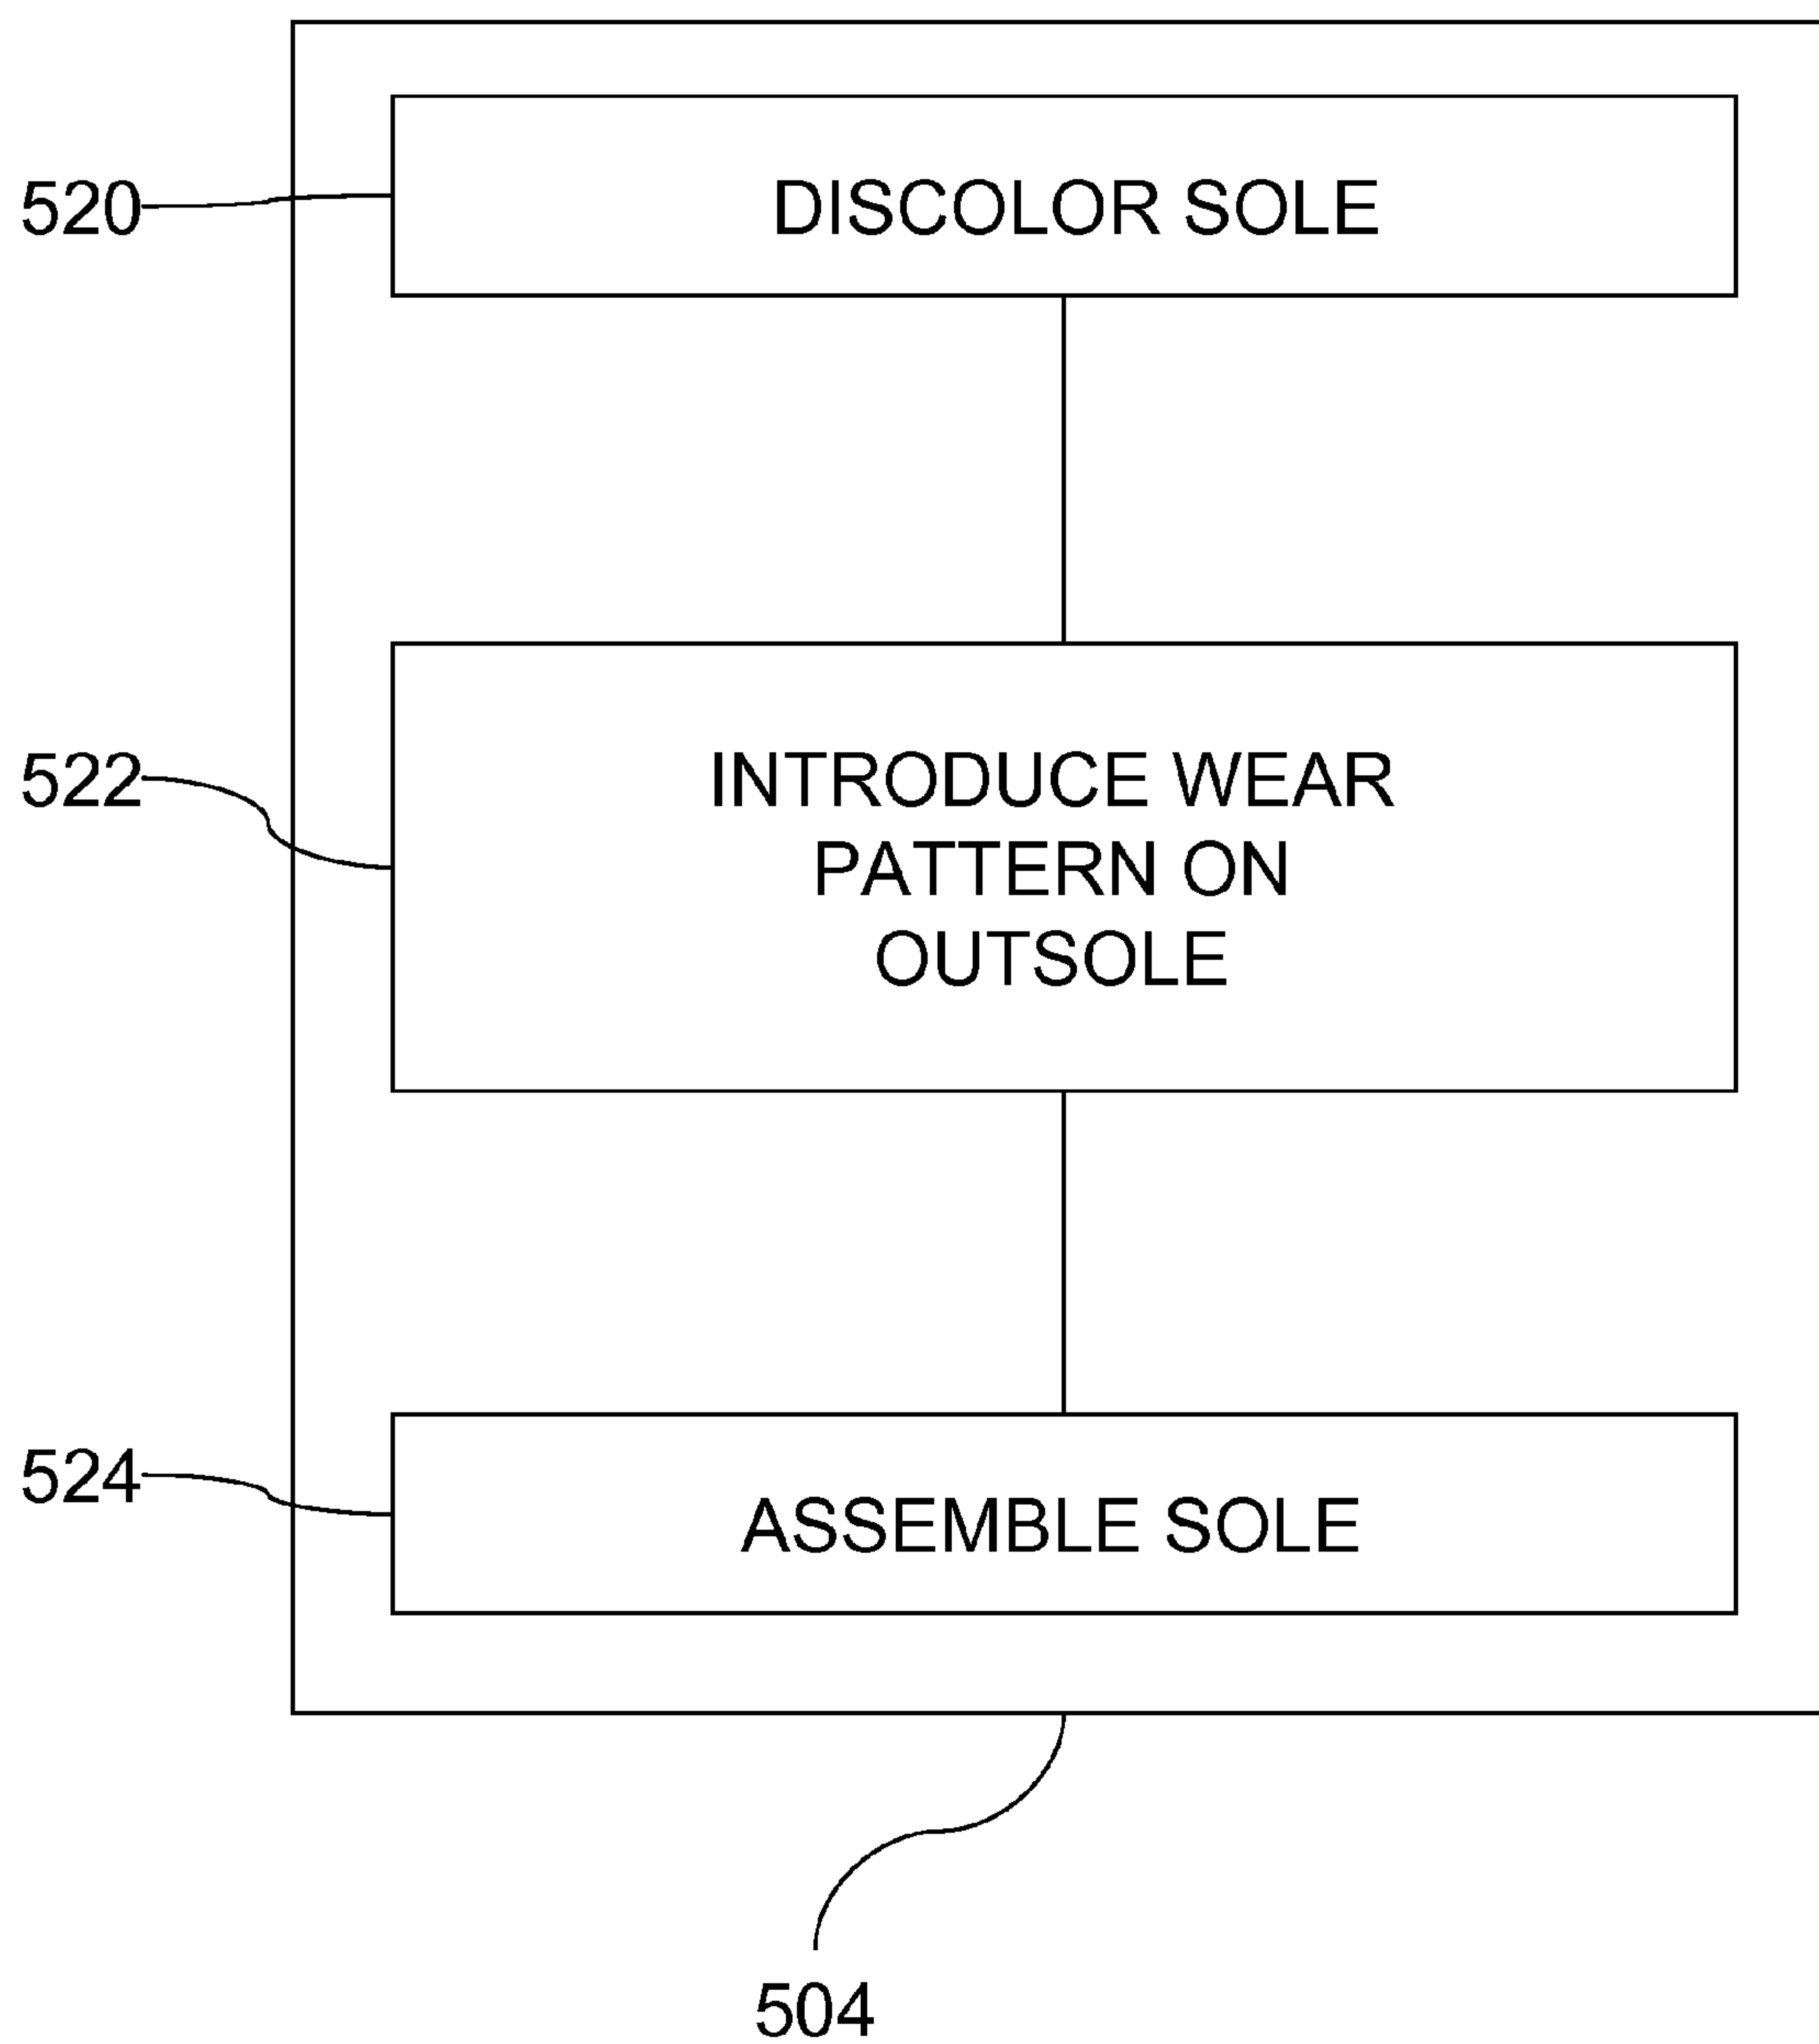 520
DISCOLOR SOLE
522
INTRODUCE WEAR
PATTERN ON
OUTSOLE
524
ASSEMBLE SOLE
504